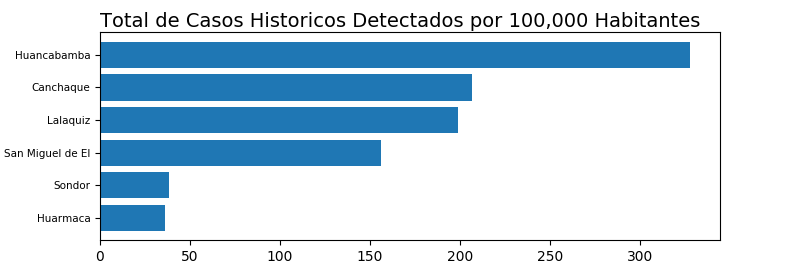 Total de Casos Historicos Detectados por 100,000 Habitantes
Huancabamba
Canchaque
Lalaquiz
San Miguel de El
Sondor
Huarmaca
0 50 100 150 200 250 300